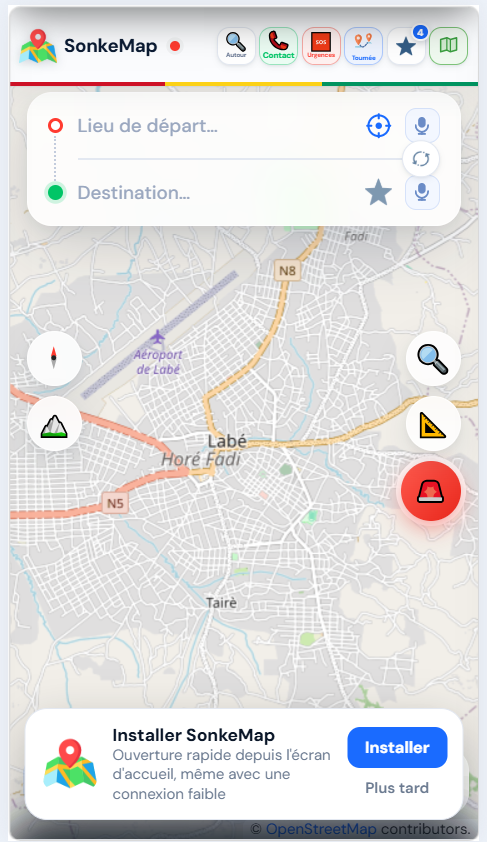 SonkeMap
Autour
Contact
SOS
Urgences
Tournée
4
Lieu de départ...
Destination...
Fadi
N8
Aéroport
de Labé
Labé
Horé Fadi
N5
Tairè
Installer SonkeMap
Ouverture rapide depuis l'écran
d'accueil, même avec une
connexion faible
Installer
Plus tard
© OpenStreetMap contributors.